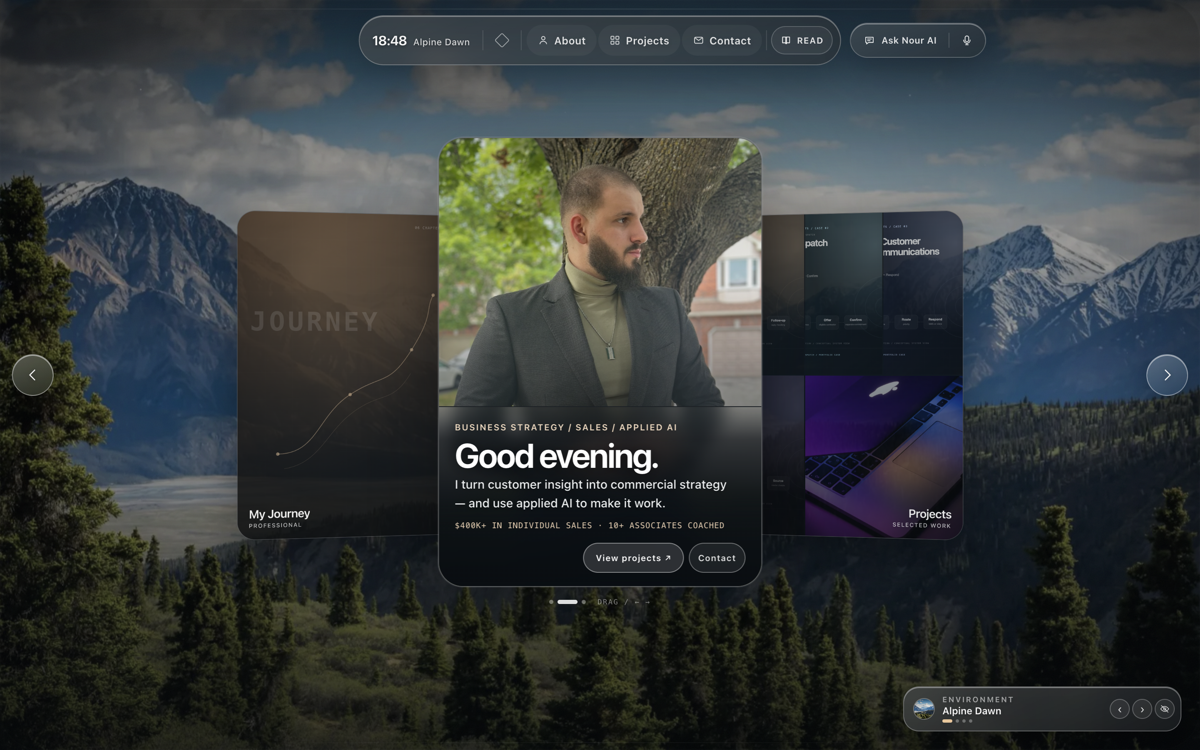 18:48 Alpine Dawn
About
Projects
Contact
READ
Ask Nour AI
JOURNEY
My Journey
PROFESSIONAL
BUSINESS STRATEGY / SALES / APPLIED AI
Good evening.
I turn customer insight into commercial strategy
— and use applied AI to make it work.
$400K+ IN INDIVIDUAL SALES · 10+ ASSOCIATES COACHED
View projects ↗
Contact
patch
Customer
mmunications
Projects
SELECTED WORK
DRAG / ← →
ENVIRONMENT
Alpine Dawn